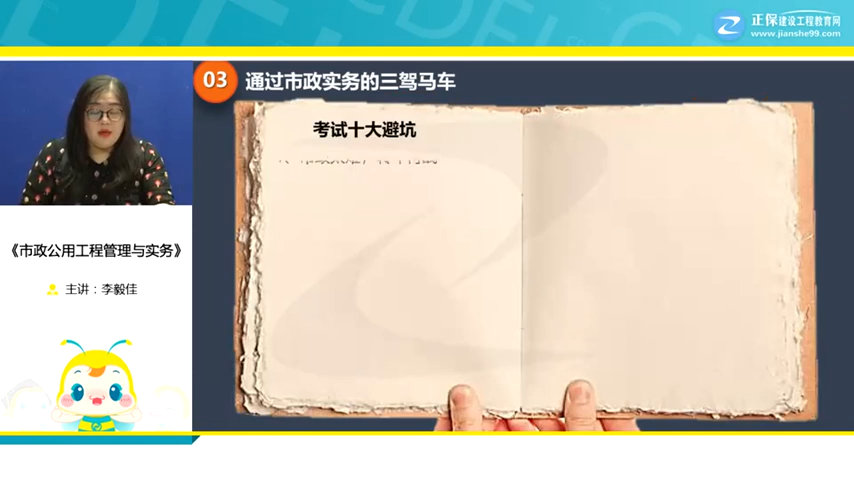 正保建设工程教育网
www.jianshe99.com
03 通过市政实务的三驾马车
考试十大避坑
《市政公用工程管理与实务》
主讲：李毅佳